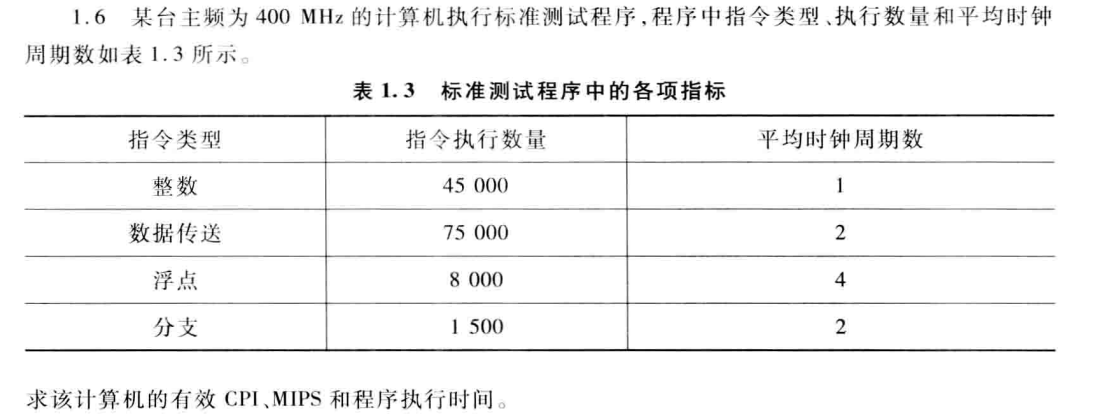 1.6 某台主频为 400 MHz 的计算机执行标准测试程序,程序中指令类型、执行数量和平均时钟
周期数如表 1.3 所示。
表 1.3 标准测试程序中的各项指标
指令类型 指令执行数量 平均时钟周期数
整数 45 000 1
数据传送 75 000 2
浮点 8 000 4
分支 1 500 2
求该计算机的有效 CPI、MIPS 和程序执行时间。